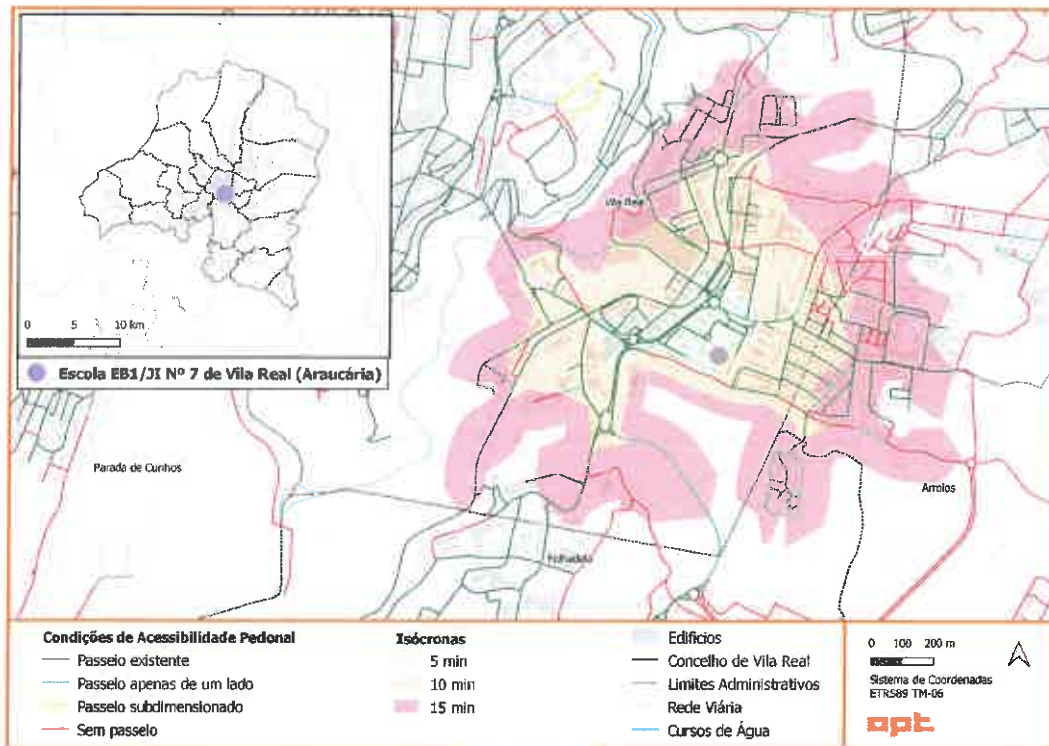 0 5 10 km
Escola EB1/JI Nº 7 de Vila Real (Araucária)
Vila Real
Parada de Cunhos
Folhadela
Arroios
Condições de Acessibilidade Pedonal
Passeio existente
Passeio apenas de um lado
Passeio subdimensionado
Sem passeio
Isócronas
5 min
10 min
15 min
Edifícios
Concelho de Vila Real
Limites Administrativos
Rede Viária
Cursos de Água
0 100 200 m
Sistema de Coordenadas
ETRS89 TM-06
opt